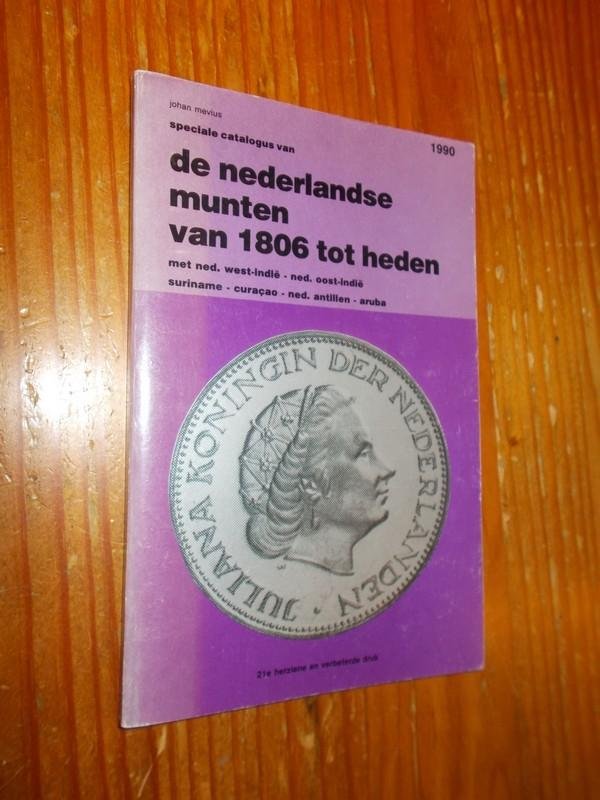 johan mevius
speciale catalogus van
1990
de nederlandse
munten
van 1806 tot heden
met ned. west-indië - ned. oost-indië
suriname - curaçao - ned. antillen - aruba
JULIANA KONINGIN DER NEDERLANDEN ·
21e herziene en verbeterde druk